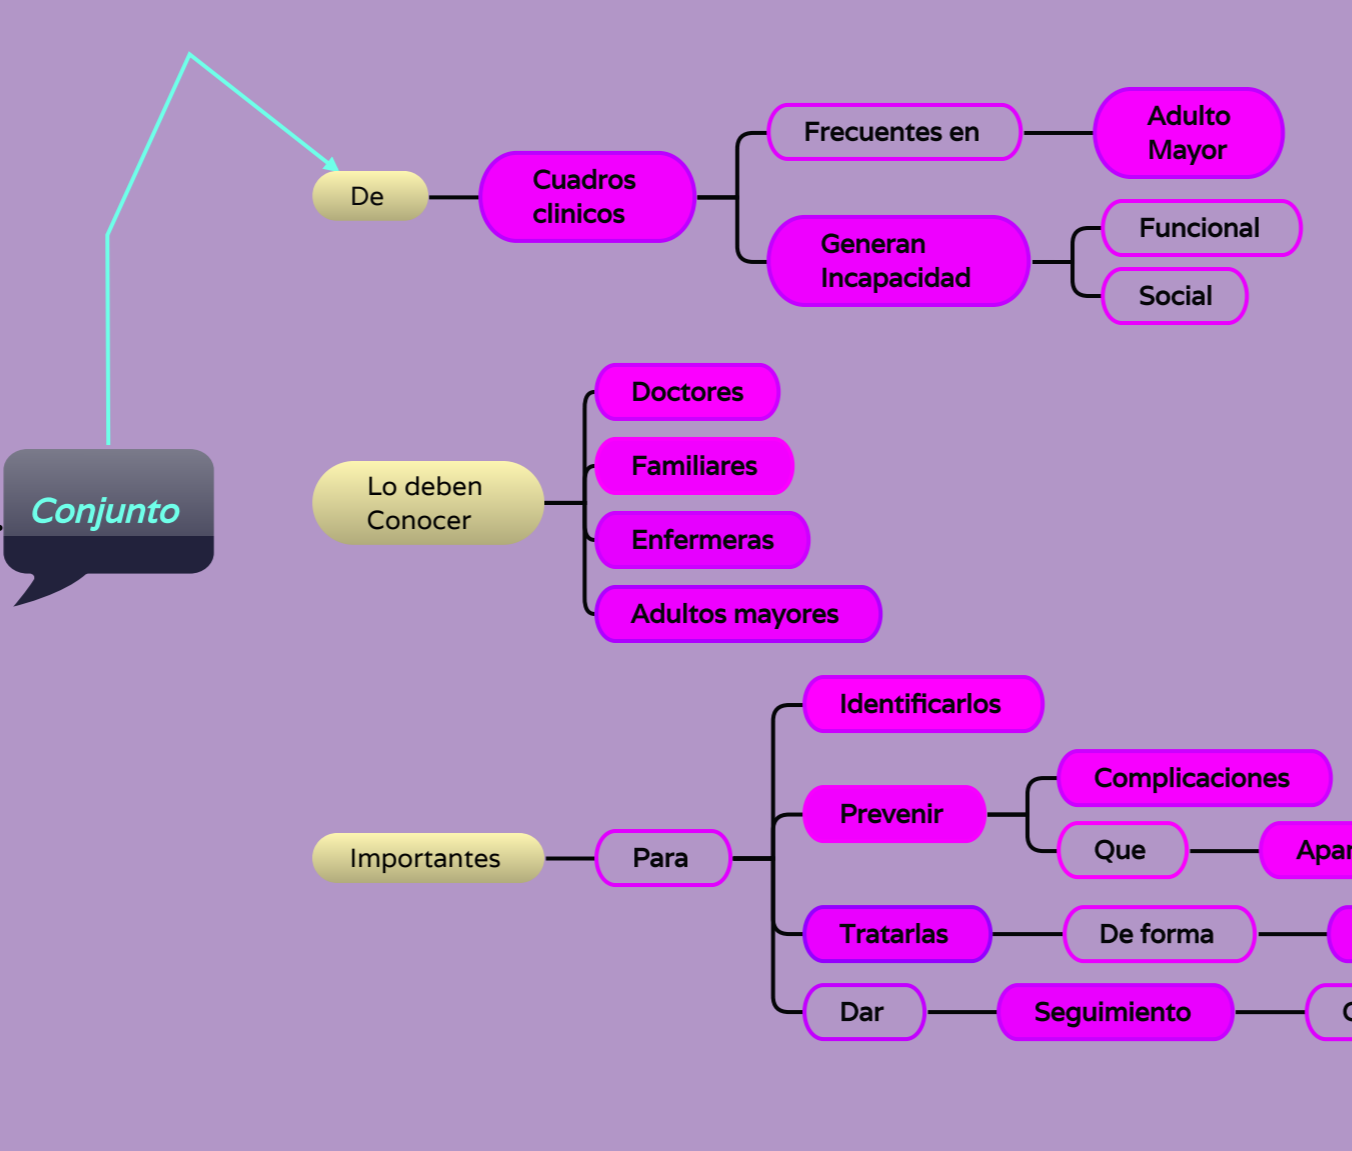 Adulto
Mayor
Frecuentes en
De
Cuadros
clinicos
Generan
Incapacidad
Funcional
Social
Conjunto
Lo deben
Conocer
Doctores
Familiares
Enfermeras
Adultos mayores
Importantes
Para
Identificarlos
Prevenir
Complicaciones
Que
Tratarlas
De forma
Dar
Seguimiento